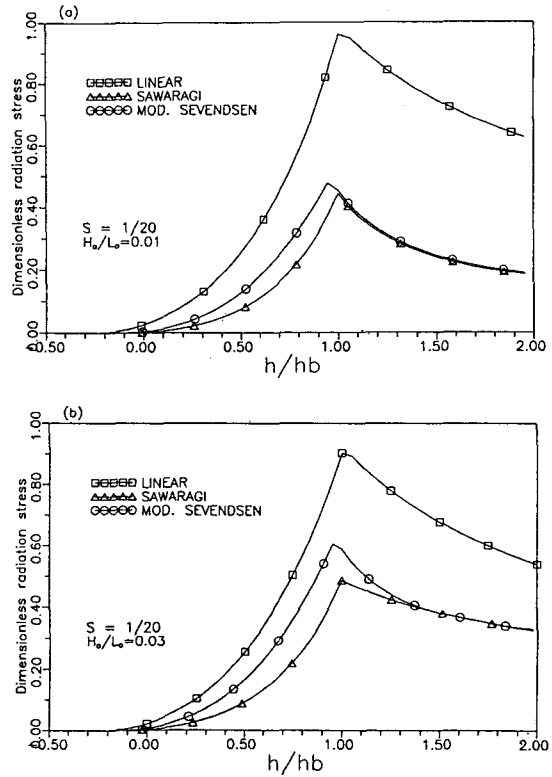 (a)
1.00
0.80
0.60
0.40
0.20
0.00
Dimensionless radiation stress
LINEAR
SAWARAGI
MOD. SEVENDSEN
S = 1/20
Hₒ/Lₒ=0.01
-0.50 0.00 0.50 1.00 1.50 2.00
h/hb
(b)
1.00
0.80
0.60
0.40
0.20
0.00
Dimensionless radiation stress
LINEAR
SAWARAGI
MOD. SEVENDSEN
S = 1/20
Hₒ/Lₒ=0.03
-0.50 -0.00 0.50 1.00 1.50 2.00
h/hb